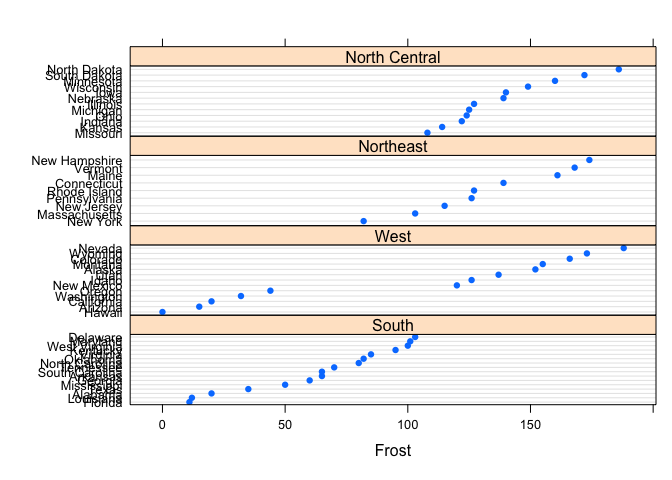 North Central
North Dakota
South Dakota
Minnesota
Wisconsin
Iowa
Nebraska
Illinois
Michigan
Ohio
Indiana
Kansas
Missouri
Northeast
New Hampshire
Vermont
Maine
Connecticut
Rhode Island
Pennsylvania
New Jersey
Massachusetts
New York
West
Nevada
Wyoming
Colorado
Montana
Alaska
Utah
Idaho
New Mexico
Oregon
Washington
California
Arizona
Hawaii
South
Delaware
Maryland
West Virginia
Kentucky
Virginia
Oklahoma
North Carolina
Tennessee
South Carolina
Arkansas
Georgia
Mississippi
Texas
Alabama
Louisiana
Florida
0 50 100 150
Frost